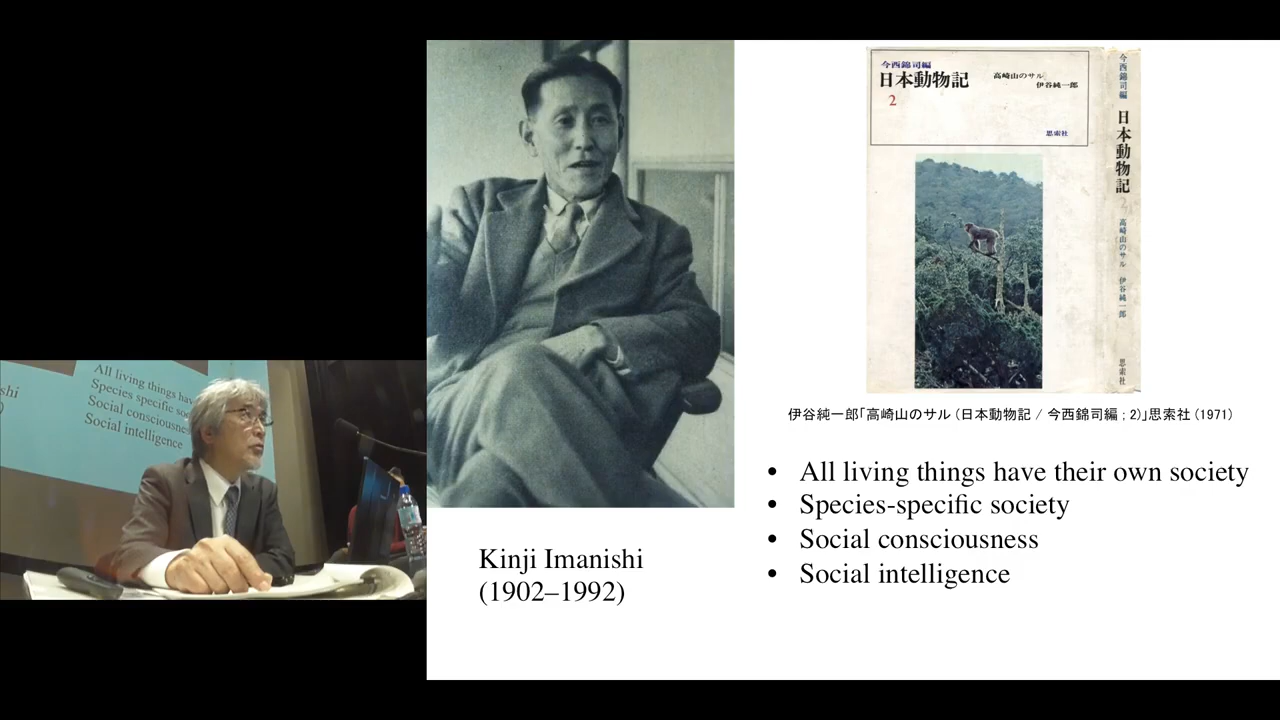 shi
)
All living things hav
Species specific soc
Social consciousne
Social intelligence
今西錦司編
日本動物記
2
高崎山のサル
伊谷純一郎
思索社
今西錦司編
日本動物記
2
高崎山のサル 伊谷純一郎
思索社
伊谷純一郎「高崎山のサル (日本動物記 / 今西錦司編 ; 2)」思索社 (1971)
• All living things have their own society
• Species-specific society
• Social consciousness
• Social intelligence
Kinji Imanishi
(1902–1992)